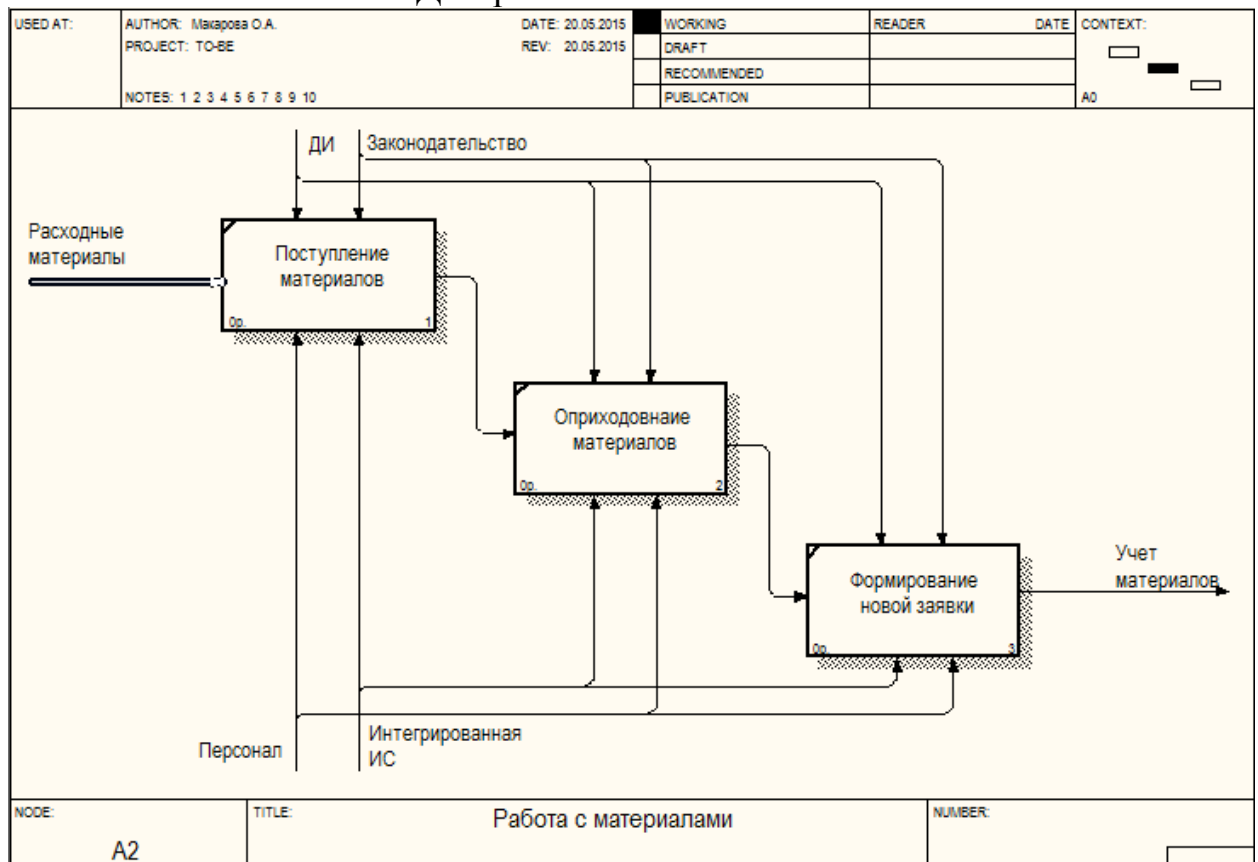 USED AT:
AUTHOR: Макарова О.А.
DATE: 20.05.2015
PROJECT: TO-BE
REV: 20.05.2015
NOTES: 1 2 3 4 5 6 7 8 9 10
WORKING
DRAFT
RECOMMENDED
PUBLICATION
READER
DATE
CONTEXT:
A0
ДИ
Законодательство
Расходные
материалы
Поступление
материалов
0р.
1
Оприходовнаие
материалов
0р.
2
Формирование
новой заявки
0р.
3
Учет
материалов
Персонал
Интегрированная
ИС
NODE:
A2
TITLE:
Работа с материалами
NUMBER: